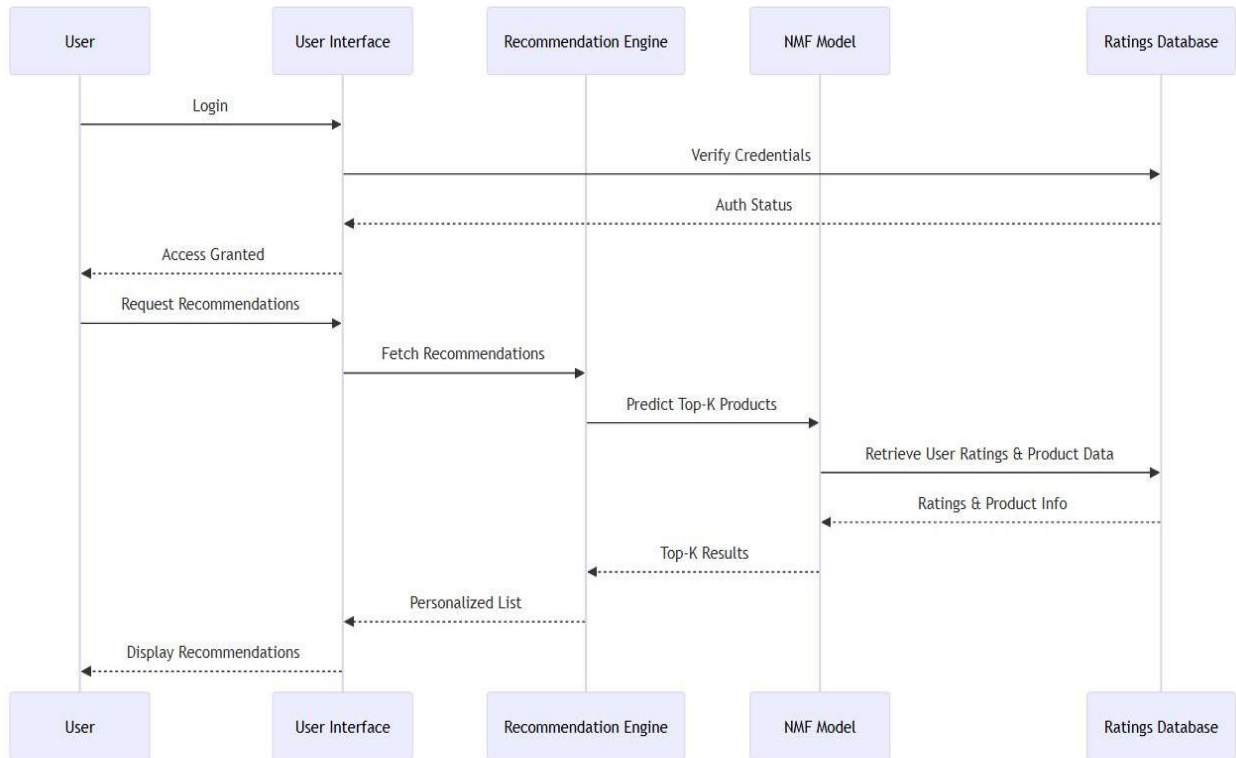 User
User Interface
Recommendation Engine
NMF Model
Ratings Database
Login
Verify Credentials
Auth Status
Access Granted
Request Recommendations
Fetch Recommendations
Predict Top-K Products
Retrieve User Ratings & Product Data
Ratings & Product Info
Top-K Results
Personalized List
Display Recommendations
User
User Interface
Recommendation Engine
NMF Model
Ratings Database